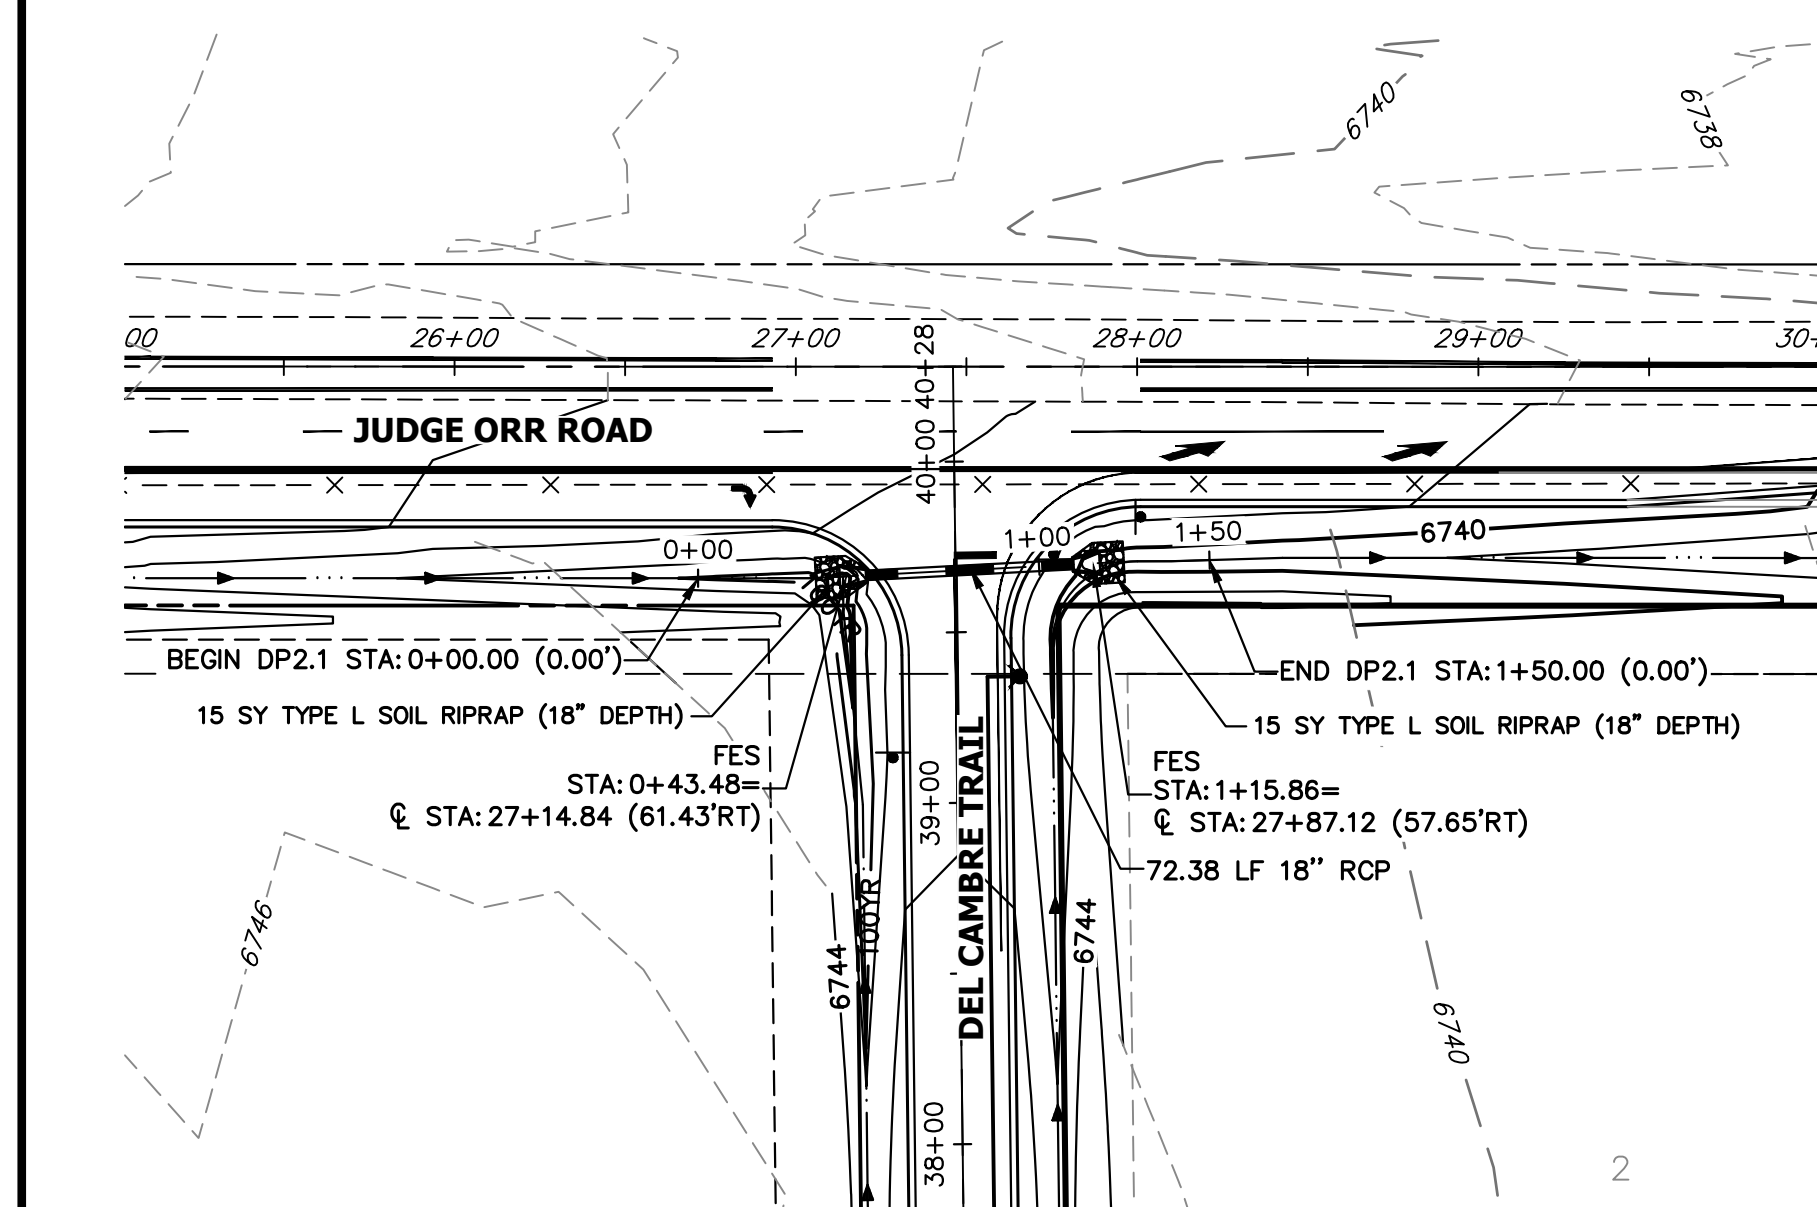 6740
6738
00
26+00
27+00
28+00
29+00
30+
40+28
40+00
JUDGE ORR ROAD
0+00
1+00
1+50
6740
BEGIN DP2.1 STA:0+00.00 (0.00')
END DP2.1 STA:1+50.00 (0.00')
15 SY TYPE L SOIL RIPRAP (18" DEPTH)
15 SY TYPE L SOIL RIPRAP (18" DEPTH)
FES
STA:0+43.48=
℄ STA:27+14.84 (61.43'RT)
FES
STA:1+15.86=
℄ STA:27+87.12 (57.65'RT)
72.38 LF 18" RCP
39+00
DEL CAMBRE TRAIL
100YR
6746
6744
6744
6740
38+00
2